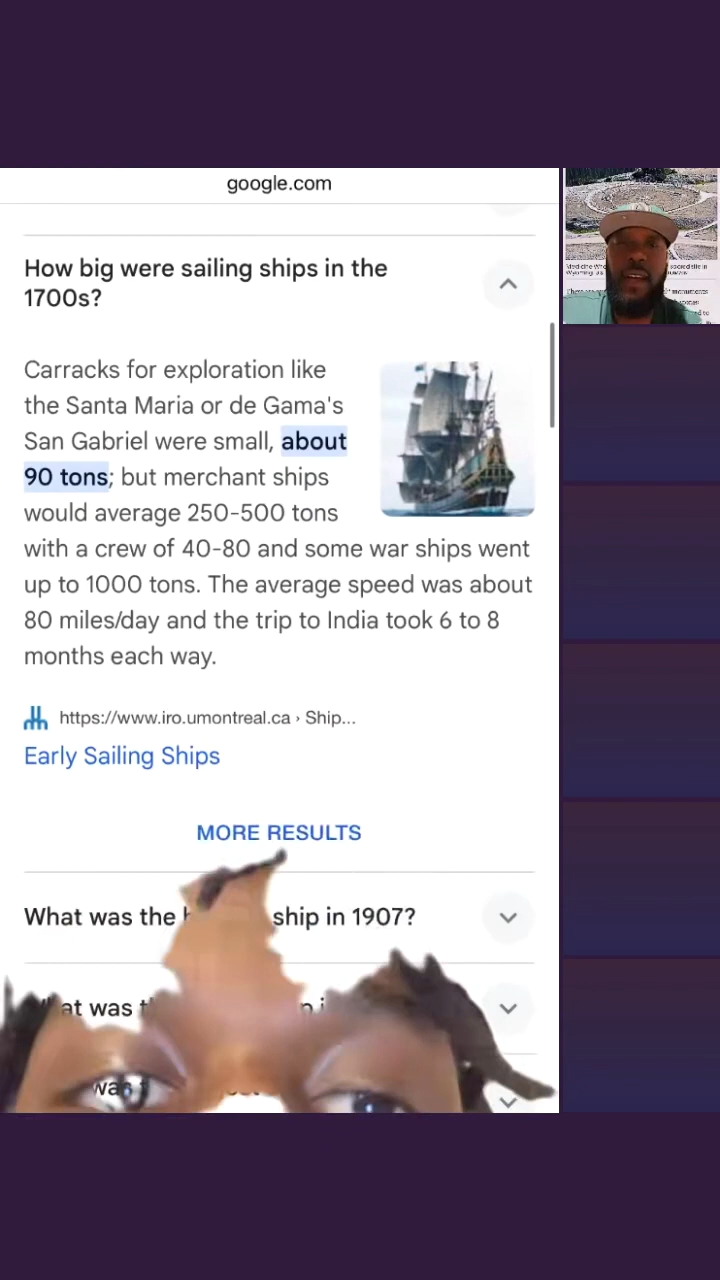 google.com
How big were sailing ships in the
1700s?
Carracks for exploration like
the Santa Maria or de Gama's
San Gabriel were small, about
90 tons; but merchant ships
would average 250-500 tons
with a crew of 40-80 and some war ships went
up to 1000 tons. The average speed was about
80 miles/day and the trip to India took 6 to 8
months each way.
https://www.iro.umontreal.ca › Ship...
Early Sailing Ships
MORE RESULTS
What was the ship in 1907?
was
monuments